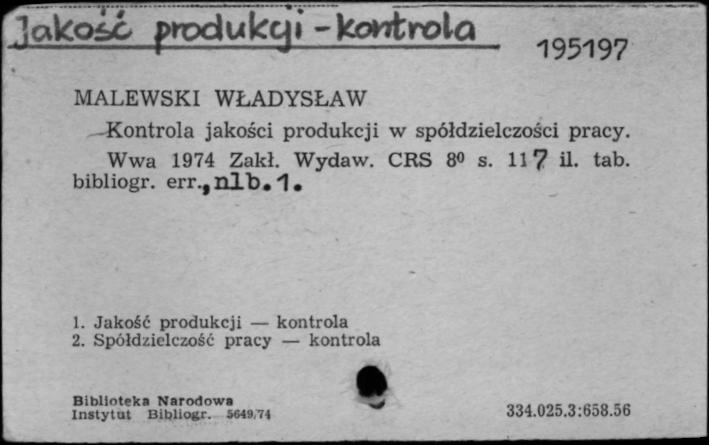 Jakość produkcji - kontrola
195197
MALEWSKI WŁADYSŁAW
Kontrola jakości produkcji w spółdzielczości pracy.
Wwa 1974 Zakł. Wydaw. CRS 8⁰ s. 117 il. tab.
bibliogr. err., nlb. 1.
1. Jakość produkcji — kontrola
2. Spółdzielczość pracy — kontrola
Biblioteka Narodowa
Instytut Bibliogr. 5649/74
334.025.3:658.56